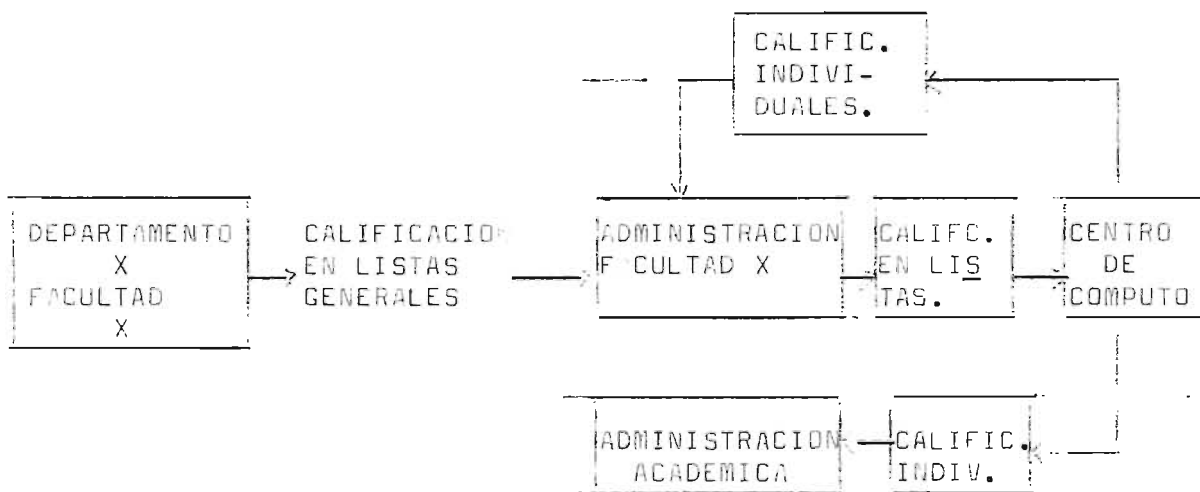 CALIFIC.
INDIVI-
DUALES.
DEPARTAMENTO
X
FACULTAD
X
CALIFICACION
EN LISTAS
GENERALES
ADMINISTRACION
F CULTAD X
CALIFC.
EN LIS
TAS.
CENTRO
DE
COMPUTO
ADMINISTRACION
ACADEMICA
CALIFIC.
INDIV.